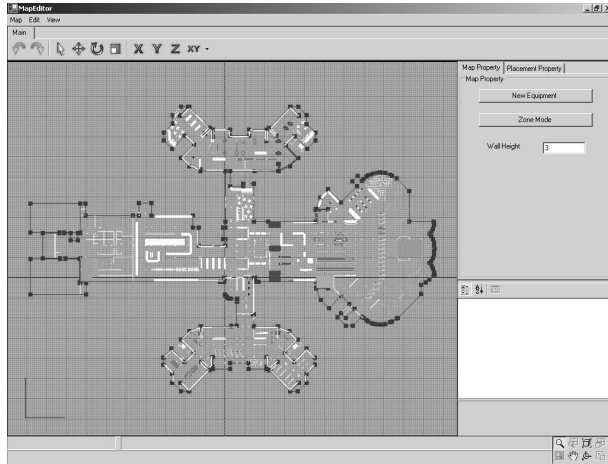 MapEditor
Map Edit View
Main
X Y Z XY
Map Property Placement Property
Map Property
New Equipment
Zone Mode
Wall Height 3